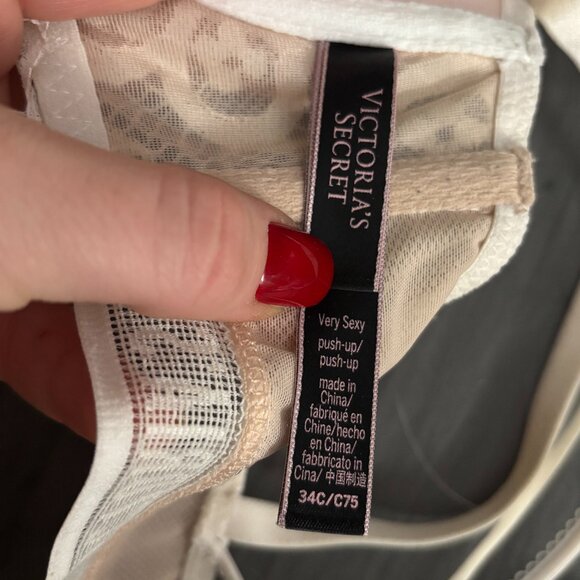 VICTORIA'S
SECRET
Very Sexy
push-up/
push-up
made in
China/
fabriqué en
Chine/hecho
en China/
fabbricato in
Cina/ 中国制造
34C/C75